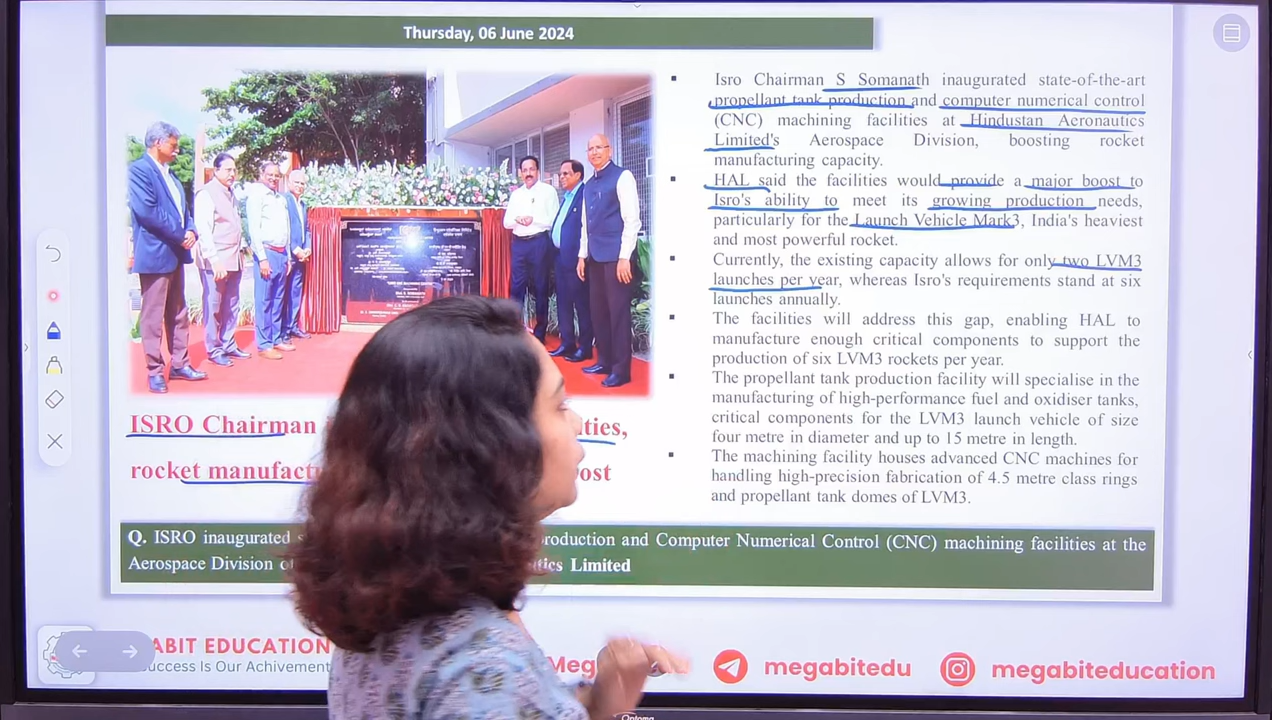 Thursday, 06 June 2024
Isro Chairman S Somanath inaugurated state-of-the-art
propellant tank production and computer numerical control
(CNC) machining facilities at Hindustan Aeronautics
Limited's Aerospace Division, boosting rocket
manufacturing capacity.
HAL said the facilities would provide a major boost to
Isro's ability to meet its growing production needs,
particularly for the Launch Vehicle Mark3, India's heaviest
and most powerful rocket.
Currently, the existing capacity allows for only two LVM3
launches per year, whereas Isro's requirements stand at six
launches annually.
The facilities will address this gap, enabling HAL to
manufacture enough critical components to support the
production of six LVM3 rockets per year.
The propellant tank production facility will specialise in the
manufacturing of high-performance fuel and oxidiser tanks,
critical components for the LVM3 launch vehicle of size
four metre in diameter and up to 15 metre in length.
The machining facility houses advanced CNC machines for
handling high-precision fabrication of 4.5 metre class rings
and propellant tank domes of LVM3.
ISRO Chairman ities,
rocket manufact ost
Q. ISRO inaugurated roduction and Computer Numerical Control (CNC) machining facilities at the
Aerospace Division o tics Limited
ABIT EDUCATION
uccess Is Our Achivement
Meg
megabitedu
megabiteducation
Optoma